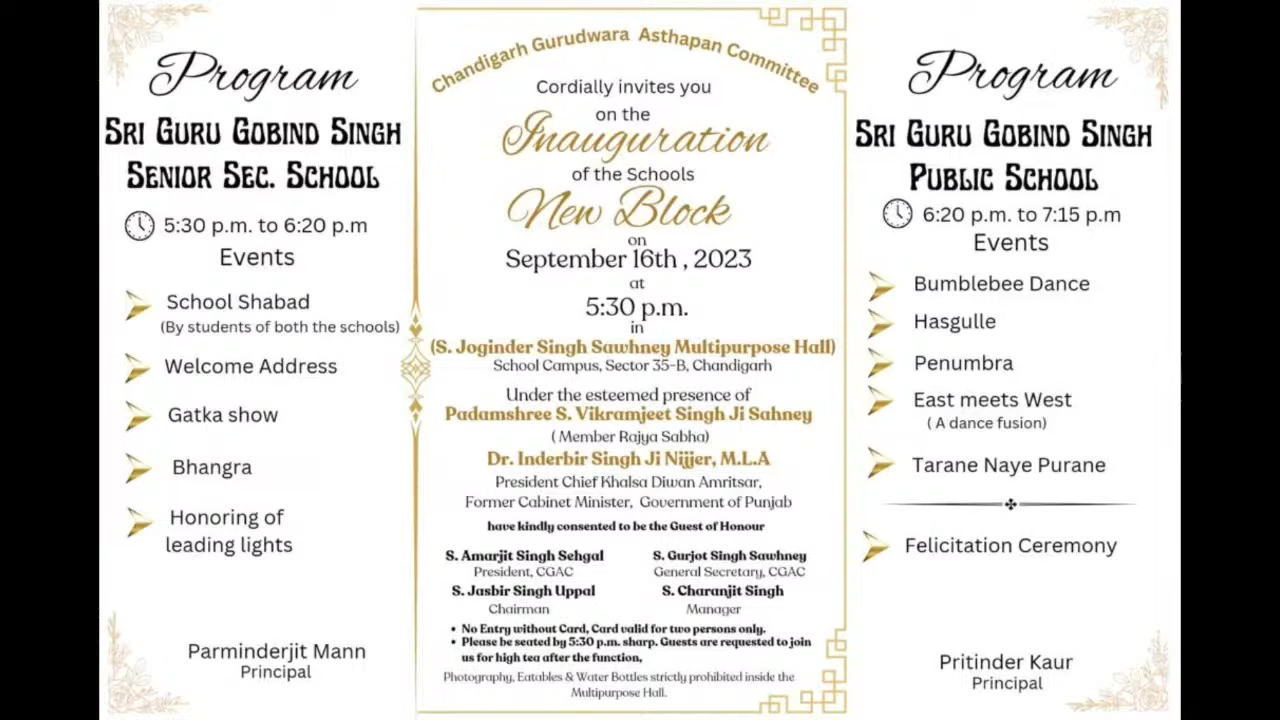 Program
SRI GURU GOBIND SINGH
SENIOR SEC. SCHOOL
5:30 p.m. to 6:20 p.m
Events
School Shabad
(By students of both the schools)
Welcome Address
Gatka show
Bhangra
Honoring of
leading lights
Parminderjit Mann
Principal
Chandigarh Gurudwara Asthapan Committee
Cordially invites you
on the
Inauguration
of the Schools
New Block
on
September 16th , 2023
at
5:30 p.m.
in
(S. Joginder Singh Sawhney Multipurpose Hall)
School Campus, Sector 35-B, Chandigarh
Under the esteemed presence of
Padamshree S. Vikramjeet Singh Ji Sahney
( Member Rajya Sabha)
Dr. Inderbir Singh Ji Nijjer, M.L.A
President Chief Khalsa Diwan Amritsar,
Former Cabinet Minister, Government of Punjab
have kindly consented to be the Guest of Honour
S. Amarjit Singh Sehgal
President, CGAC
S. Gurjot Singh Sawhney
General Secretary, CGAC
S. Jasbir Singh Uppal
Chairman
S. Charanjit Singh
Manager
• No Entry without Card, Card valid for two persons only.
• Please be seated by 5:30 p.m. sharp. Guests are requested to join
us for high tea after the function,
Photography, Eatables & Water Bottles strictly prohibited inside the
Multipurpose Hall.
Program
SRI GURU GOBIND SINGH
PUBLIC SCHOOL
6:20 p.m. to 7:15 p.m
Events
Bumblebee Dance
Hasgulle
Penumbra
East meets West
( A dance fusion)
Tarane Naye Purane
Felicitation Ceremony
Pritinder Kaur
Principal